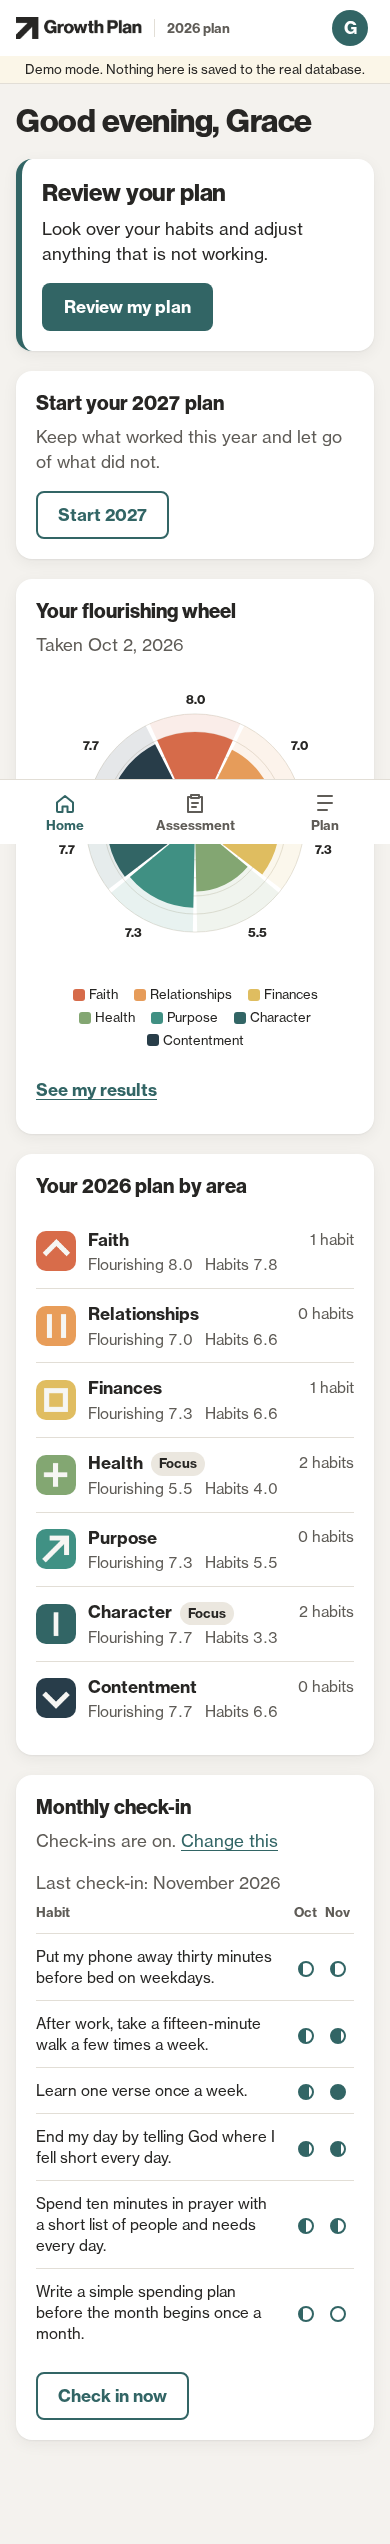 Growth Plan
2026 plan
G
Demo mode. Nothing here is saved to the real database.
Good evening, Grace
Review your plan
Look over your habits and adjust
anything that is not working.
Review my plan
Start your 2027 plan
Keep what worked this year and let go
of what did not.
Start 2027
Your flourishing wheel
Taken Oct 2, 2026
8.0
7.7
7.0
Home
Assessment
Plan
7.7
7.3
7.3
5.5
Faith
Relationships
Finances
Health
Purpose
Character
Contentment
See my results
Your 2026 plan by area
Faith
1 habit
Flourishing 8.0 Habits 7.8
Relationships
0 habits
Flourishing 7.0 Habits 6.6
Finances
1 habit
Flourishing 7.3 Habits 6.6
Health Focus
2 habits
Flourishing 5.5 Habits 4.0
Purpose
0 habits
Flourishing 7.3 Habits 5.5
Character Focus
2 habits
Flourishing 7.7 Habits 3.3
Contentment
0 habits
Flourishing 7.7 Habits 6.6
Monthly check-in
Check-ins are on. Change this
Last check-in: November 2026
Habit Oct Nov
Put my phone away thirty minutes
before bed on weekdays.
After work, take a fifteen-minute
walk a few times a week.
Learn one verse once a week.
End my day by telling God where I
fell short every day.
Spend ten minutes in prayer with
a short list of people and needs
every day.
Write a simple spending plan
before the month begins once a
month.
Check in now